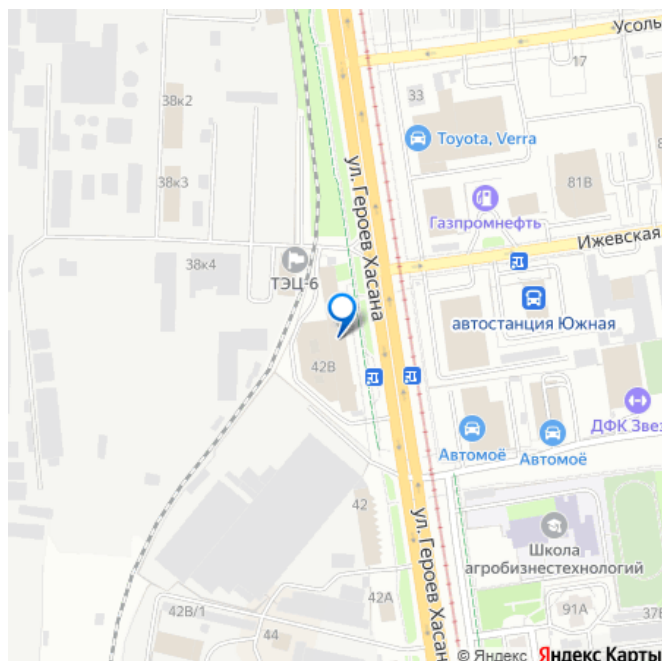 Усоль
17
38к2
33
Toyota, Verra
ул. Героев Хасана
38к3
81В
Газпромнефть
Ижевская
38к4
ТЭЦ-6
автостанция Южная
42В
ДФК Звез
Автомоё
Автомоё
42
ул. Героев Хасана
Школа
агробизнестехнологий
42В/1
42А
91А
37В
44
© Яндекс Яндекс Карты